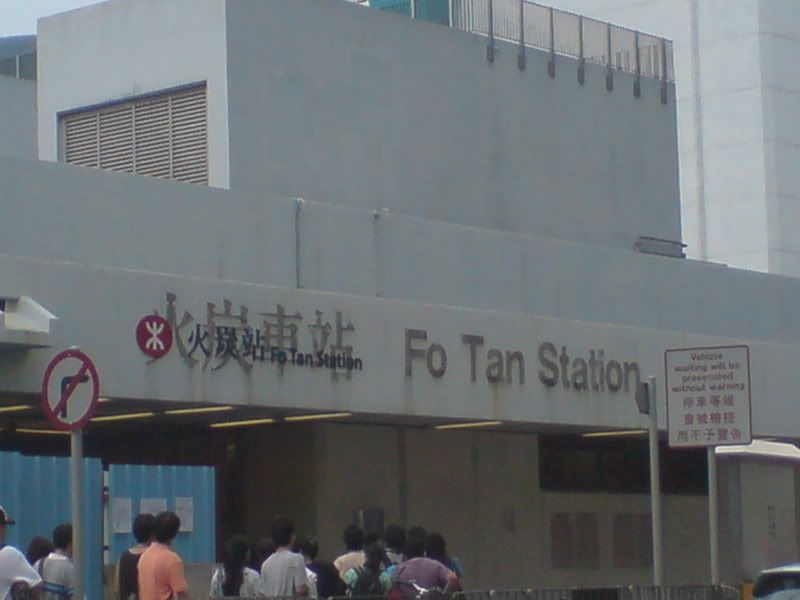 火炭車站
火炭站 Fo Tan Station
Fo Tan Station
Vehicle
waiting will be
prosecuted
without warning
停車等候
會被檢控
而不予警告